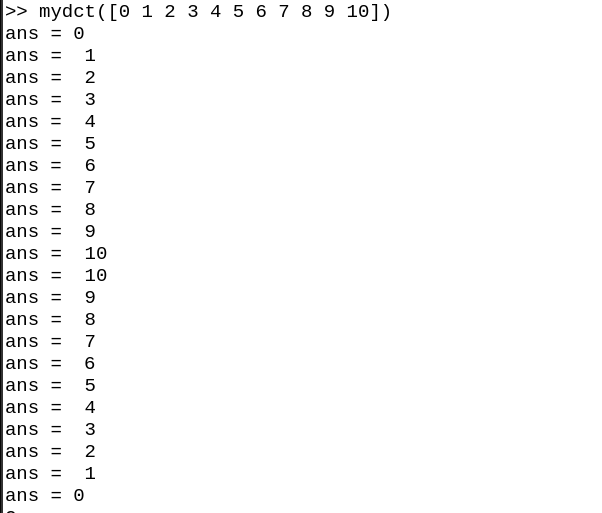 >> mydct([0 1 2 3 4 5 6 7 8 9 10])
ans = 0
ans =  1
ans =  2
ans =  3
ans =  4
ans =  5
ans =  6
ans =  7
ans =  8
ans =  9
ans =  10
ans =  10
ans =  9
ans =  8
ans =  7
ans =  6
ans =  5
ans =  4
ans =  3
ans =  2
ans =  1
ans = 0